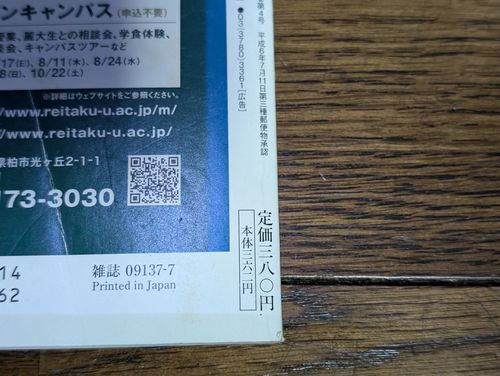 ンキャンパス（申込不要）
要、麗大生との相談会、学食体験、
会、キャンパスツアーなど
17(日)、8/11(木)、8/24(水)
8(日)、10/22(土)
※詳細はウェブサイトをご参照ください。
www.reitaku-u.ac.jp/m/
www.reitaku-u.ac.jp/
県柏市光ヶ丘2-1-1
173-3030
第4号 平成6年7月11日第三種郵便物承認
●03(3780)3361[広告]
定価三八〇円
本体三六二円
14
62
雑誌 09137-7
Printed in Japan